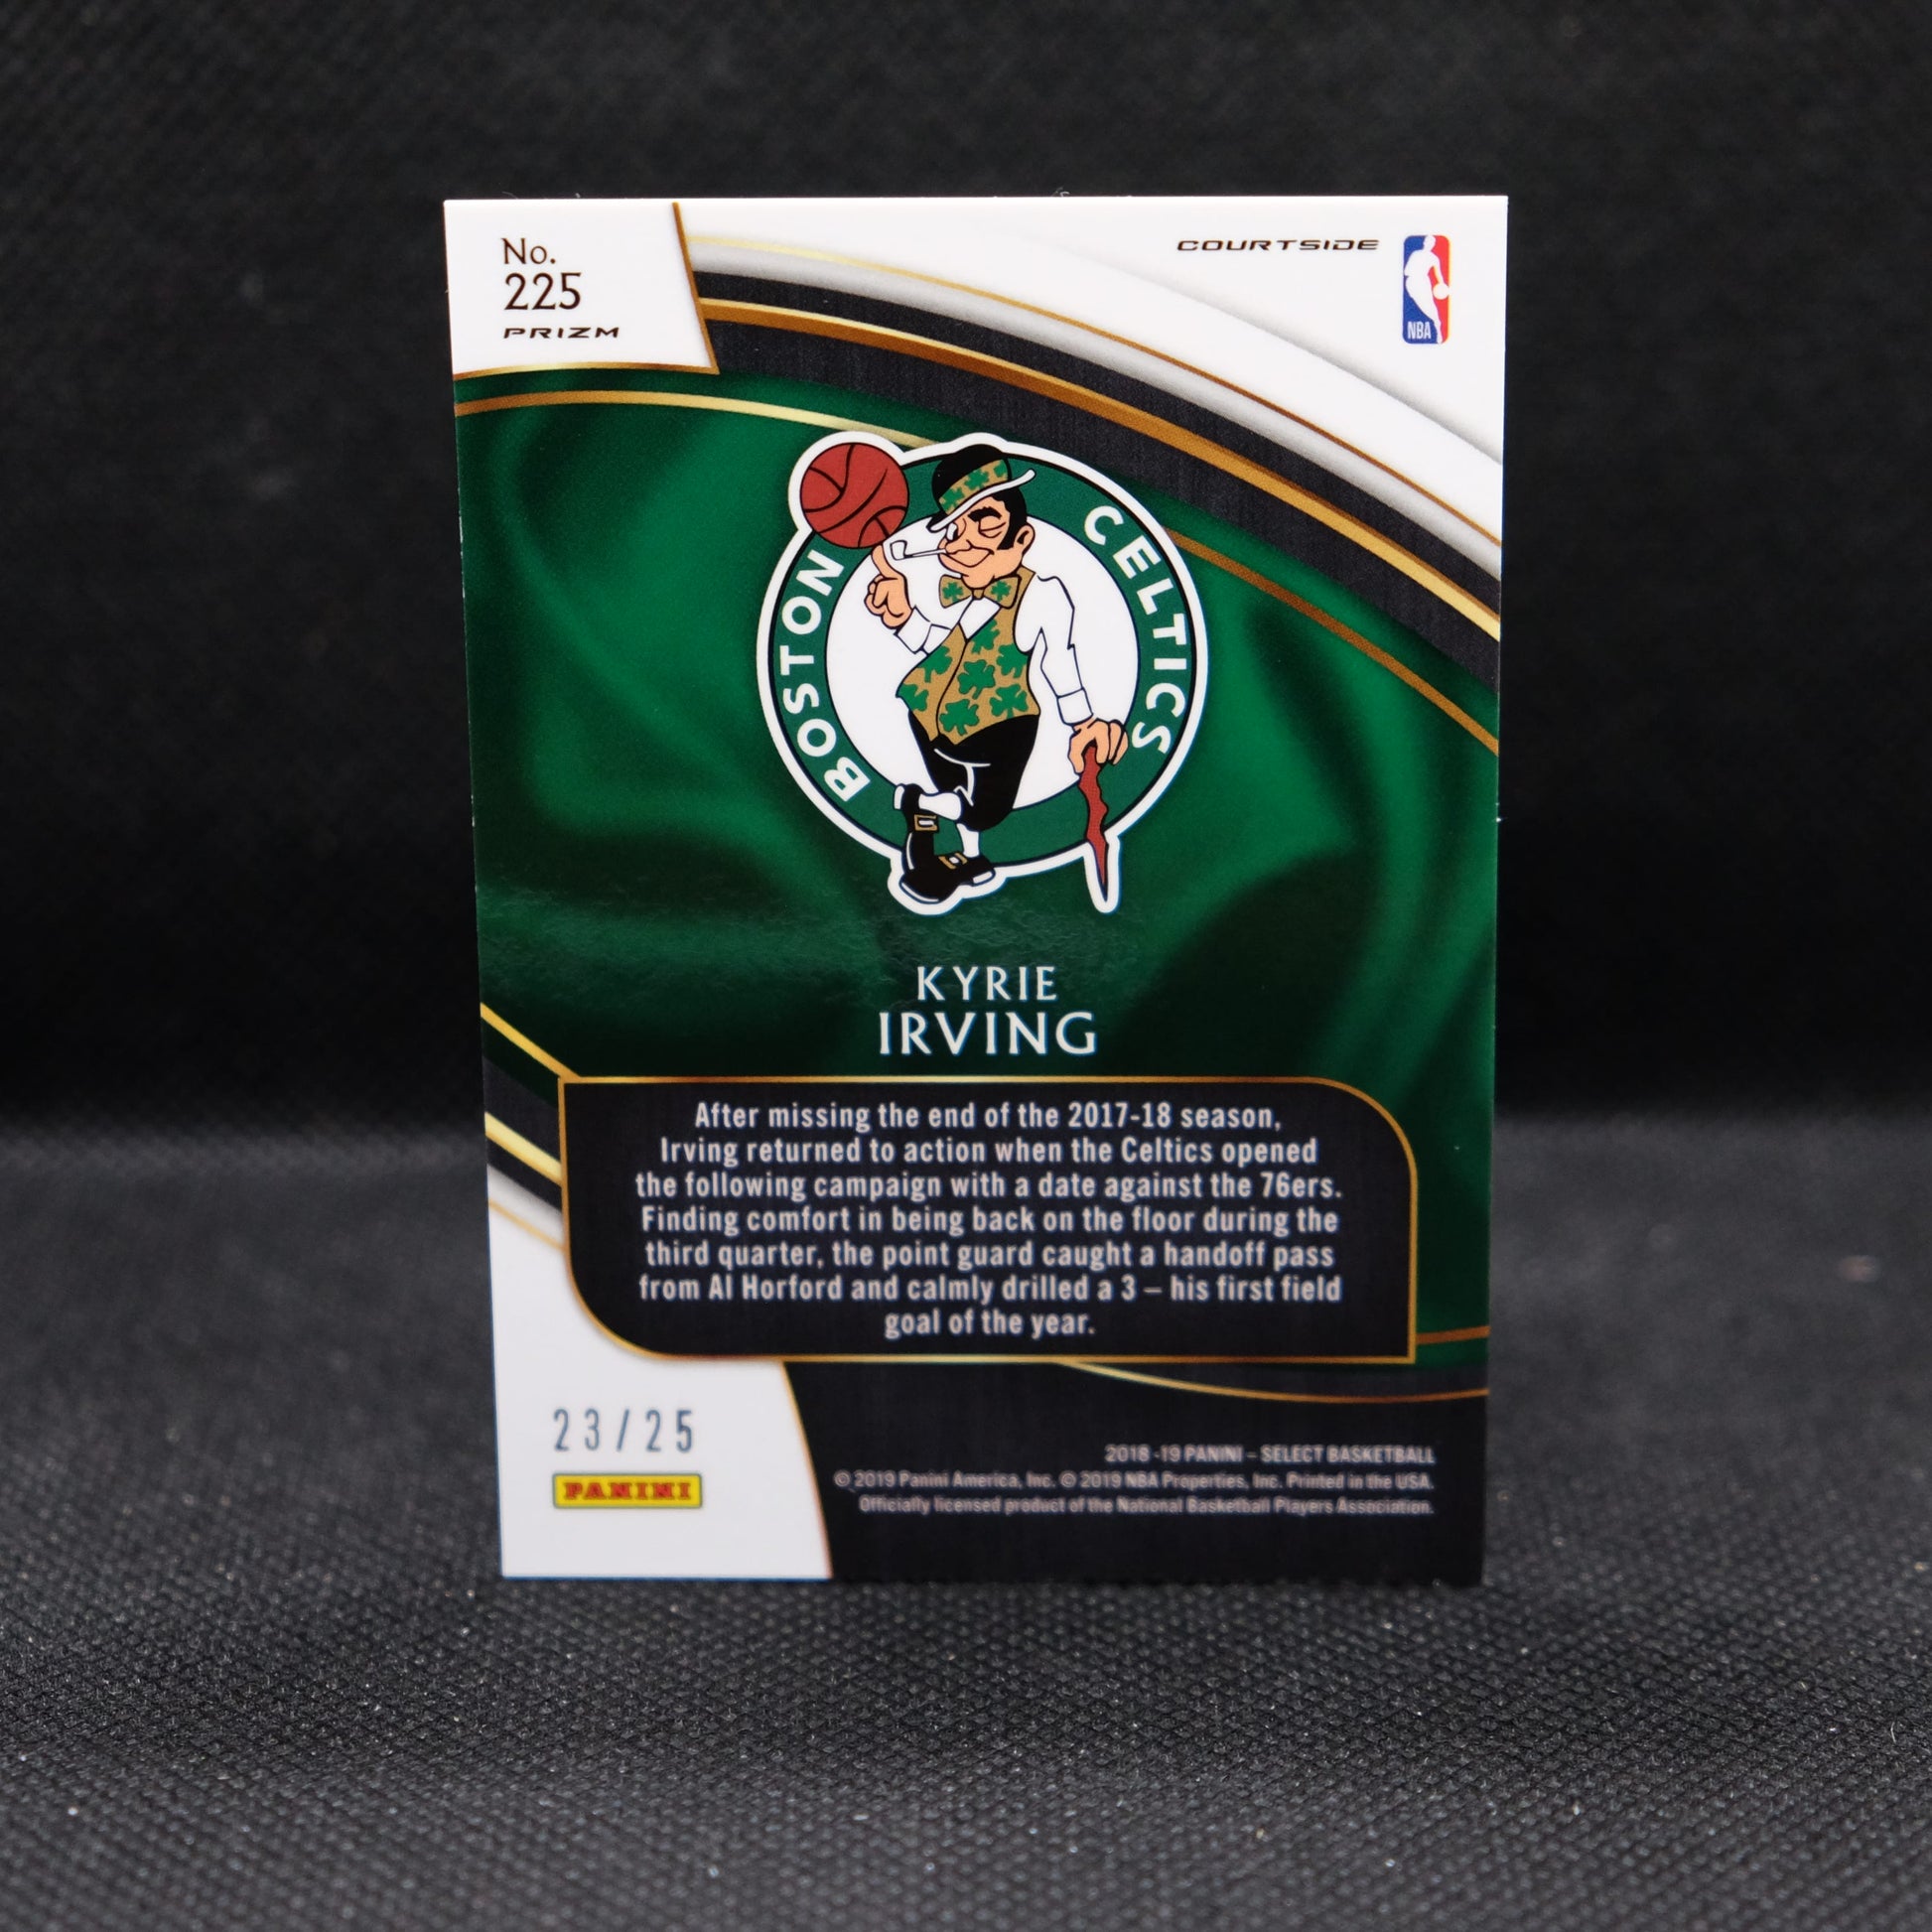 No.
225
PRIZM
COURTSIDE
NBA
BOSTON CELTICS
KYRIE
IRVING
After missing the end of the 2017-18 season,
Irving returned to action when the Celtics opened
the following campaign with a date against the 76ers.
Finding comfort in being back on the floor during the
third quarter, the point guard caught a handoff pass
from Al Horford and calmly drilled a 3 – his first field
goal of the year.
23/25
PANINI
2018 -19 PANINI – SELECT BASKETBALL
© 2019 Panini America, Inc. © 2019 NBA Properties, Inc. Printed in the USA.
Officially licensed product of the National Basketball Players Association.